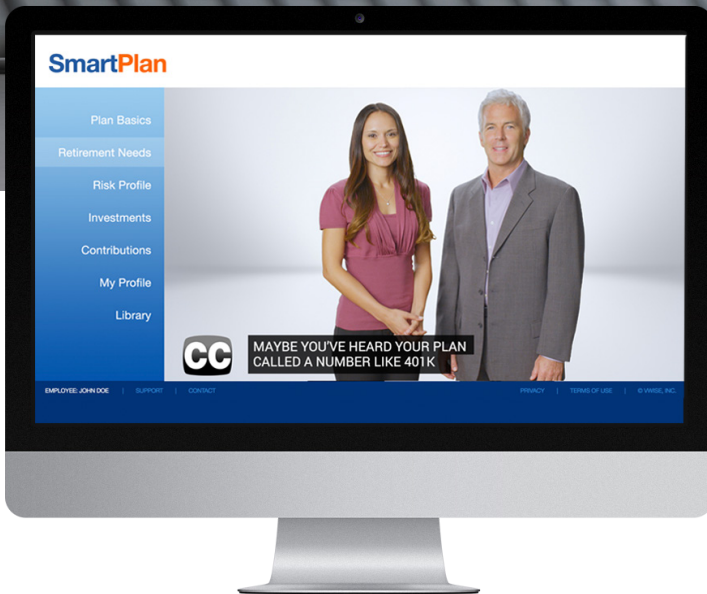 SmartPlan
Plan Basics
Retirement Needs
Risk Profile
Investments
Contributions
My Profile
Library
CC
MAYBE YOU'VE HEARD YOUR PLAN
CALLED A NUMBER LIKE 401K
EMPLOYEE: JOHN DOE | SUPPORT | CONTACT
PRIVACY | TERMS OF USE | © VWISE, INC.